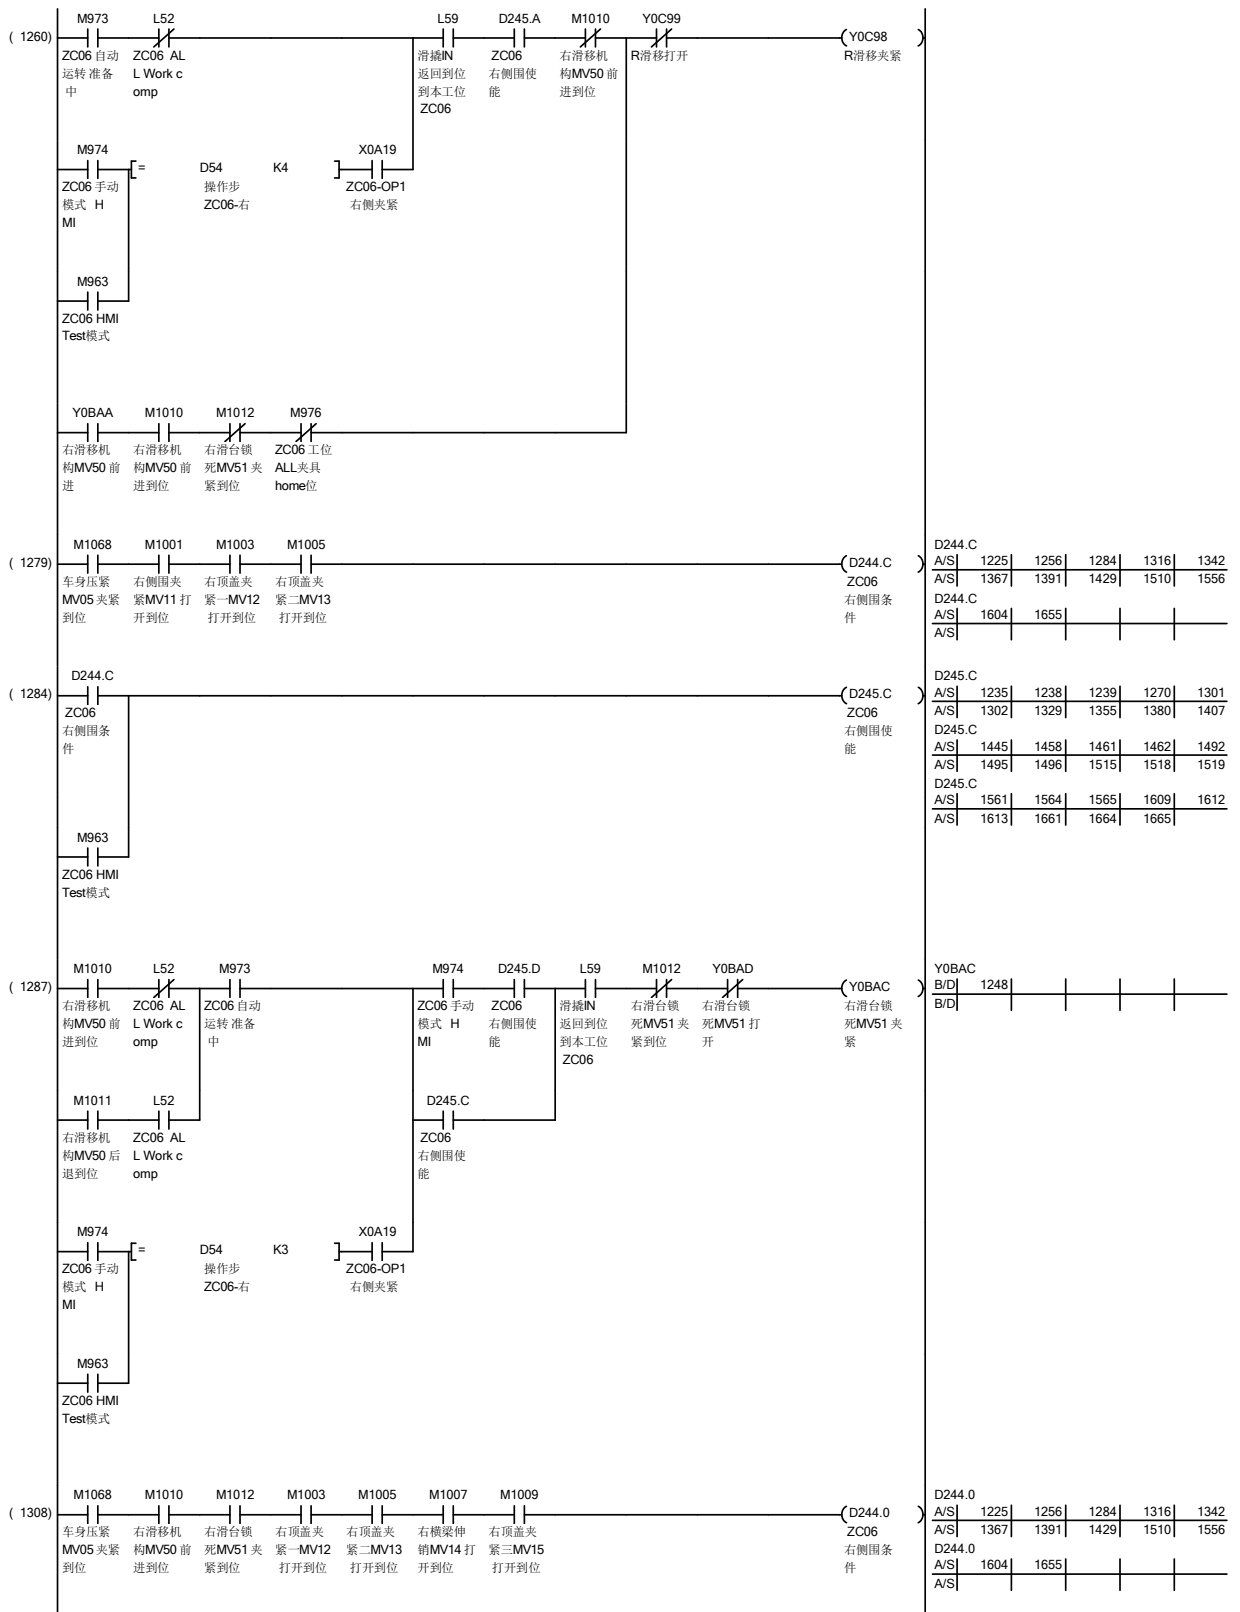 M973 L52 L59 D245.A M1010 Y0C99
( 1260) Y0C98
ZC06 自动 ZC06 AL 滑撬IN ZC06 右滑移机 R滑移打开 R滑移夹紧
运转 准备 L Work c 返回到位 右侧围使 构MV50 前
中 omp 到本工位 能 进到位
ZC06
M974 X0A19
[= D54 K4 ]
ZC06 手动 操作步 ZC06-OP1
模式 H ZC06-右 右侧夹紧
MI
M963
ZC06 HMI
Test模式
Y0BAA M1010 M1012 M976
右滑移机 右滑移机 右滑台锁 ZC06 工位
构MV50 前 构MV50 前 死MV51 夹 ALL夹具
进 进到位 紧到位 home位
M1068 M1001 M1003 M1005 D244.C
( 1279) D244.C A/S 1225 1256 1284 1316 1342
车身压紧 右侧围夹 右顶盖夹 右顶盖夹 ZC06 A/S 1367 1391 1429 1510 1556
MV05 夹紧 紧MV11 打 紧一MV12 紧二MV13 右侧围条 D244.C
到位 开到位 打开到位 打开到位 件 A/S 1604 1655
A/S
D244.C D245.C
( 1284) D245.C A/S 1235 1238 1239 1270 1301
ZC06 ZC06 A/S 1302 1329 1355 1380 1407
右侧围条 右侧围使 D245.C
件 能 A/S 1445 1458 1461 1462 1492
A/S 1495 1496 1515 1518 1519
D245.C
A/S 1561 1564 1565 1609 1612
A/S 1613 1661 1664 1665
M963
ZC06 HMI
Test模式
M1010 L52 M973 M974 D245.D L59 M1012 Y0BAD Y0BAC
( 1287) Y0BAC B/D 1248
右滑移机 ZC06 AL ZC06 自动 ZC06 手动 ZC06 滑撬IN 右滑台锁 右滑台锁 右滑台锁 B/D
构MV50 前 L Work c 运转 准备 模式 H 右侧围使 返回到位 死MV51 夹 死MV51 打 死MV51 夹
进到位 omp 中 MI 能 到本工位 紧到位 开 紧
ZC06
M1011 L52 D245.C
右滑移机 ZC06 AL ZC06
构MV50 后 L Work c 右侧围使
退到位 omp 能
M974 X0A19
[= D54 K3 ]
ZC06 手动 操作步 ZC06-OP1
模式 H ZC06-右 右侧夹紧
MI
M963
ZC06 HMI
Test模式
M1068 M1010 M1012 M1003 M1005 M1007 M1009 D244.0
( 1308) D244.0 A/S 1225 1256 1284 1316 1342
车身压紧 右滑移机 右滑台锁 右顶盖夹 右顶盖夹 右横梁伸 右顶盖夹 ZC06 A/S 1367 1391 1429 1510 1556
MV05 夹紧 构MV50 前 死MV51 夹 紧一MV12 紧二MV13 销MV14 打 紧三MV15 右侧围条 D244.0
到位 进到位 紧到位 打开到位 打开到位 开到位 打开到位 件 A/S 1604 1655
A/S